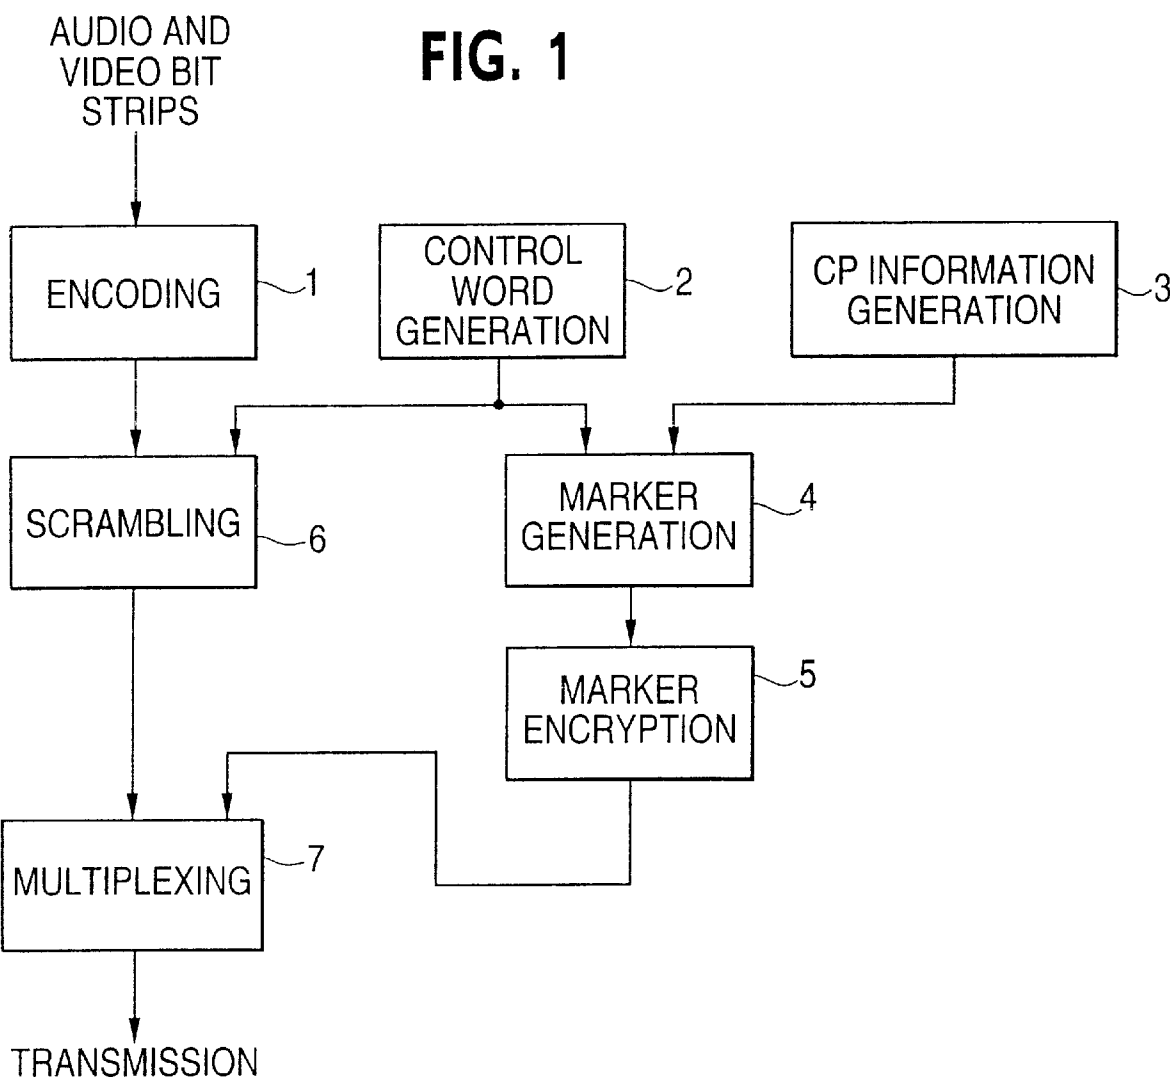 AUDIO AND
VIDEO BIT
STRIPS
FIG. 1
ENCODING
1
CONTROL
WORD
GENERATION
2
CP INFORMATION
GENERATION
3
SCRAMBLING
6
MARKER
GENERATION
4
MARKER
ENCRYPTION
5
MULTIPLEXING
7
TRANSMISSION